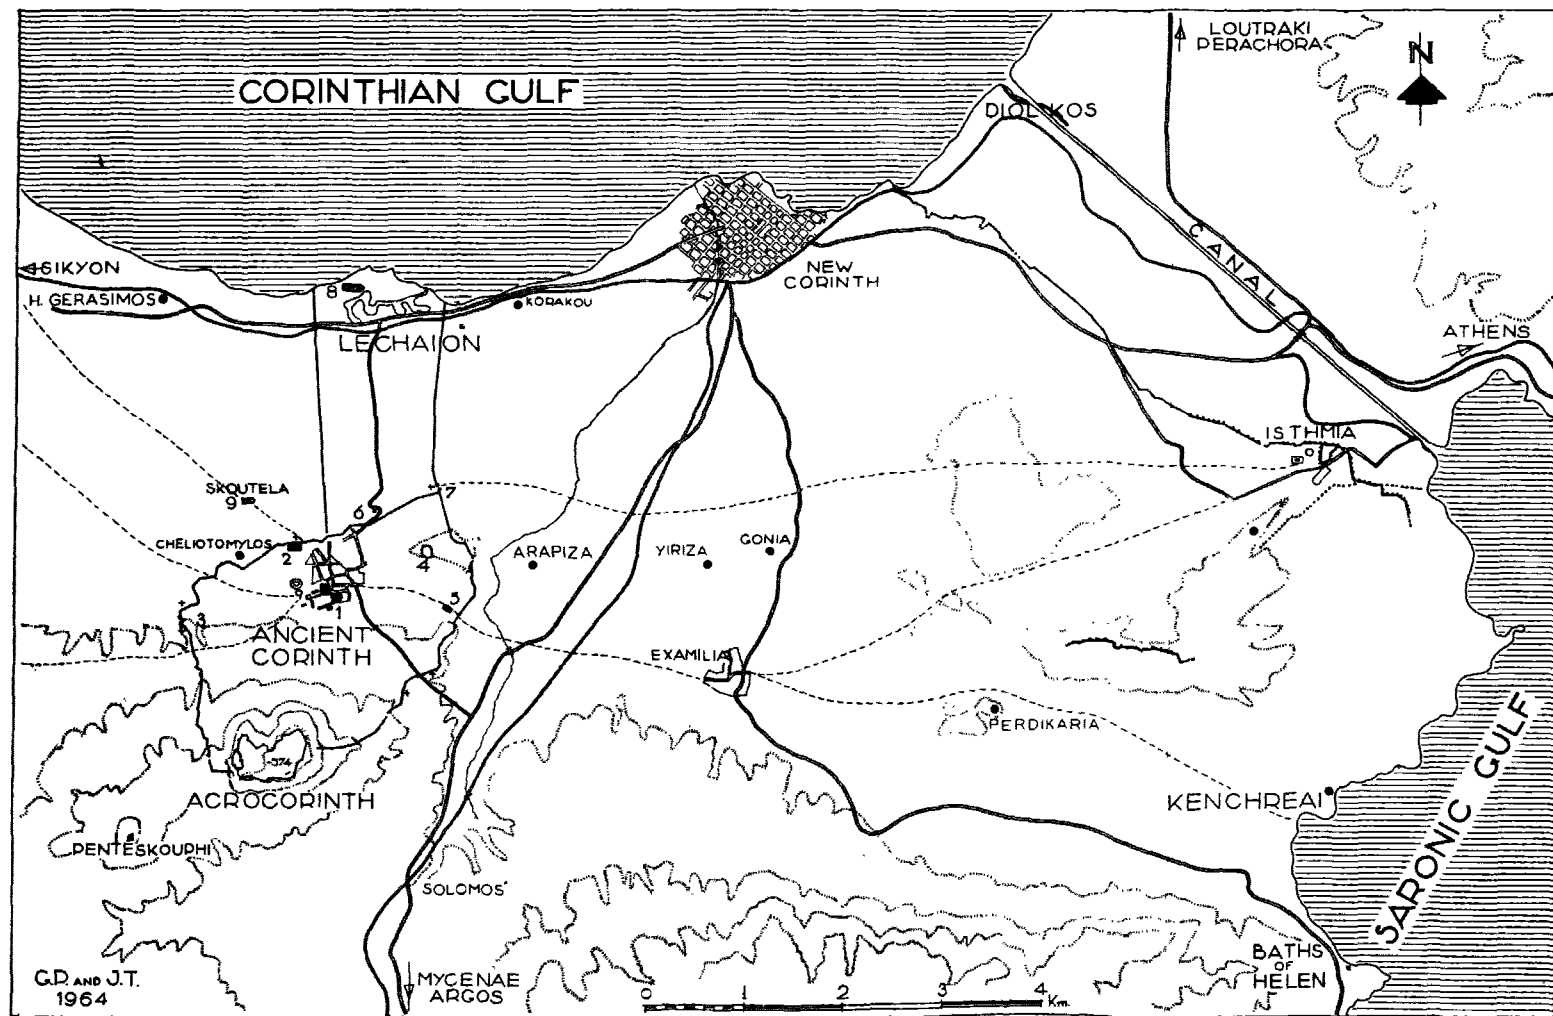 LOUTRAKI
PERACHORA
N
CORINTHIAN GULF
DIOLKOS
CANAL
SIKYON
H. GERASIMOS
8
KORAKOU
NEW
CORINTH
LECHAION
ATHENS
ISTHMIA
SKOUTELA
9
7
6
CHELIOTOMYLOS
2
4
ARAPIZA
YIRIZA
GONIA
1
5
3
ANCIENT
CORINTH
EXAMILIA
PERDIKARIA
574
ACROCORINTH
KENCHREAI
SARONIC GULF
PENTESKOUPHI
SOLOMOS
BATHS
OF
HELEN
G.P. AND J.T.
1964
MYCENAE
ARGOS
0 1 2 3 4 Km.